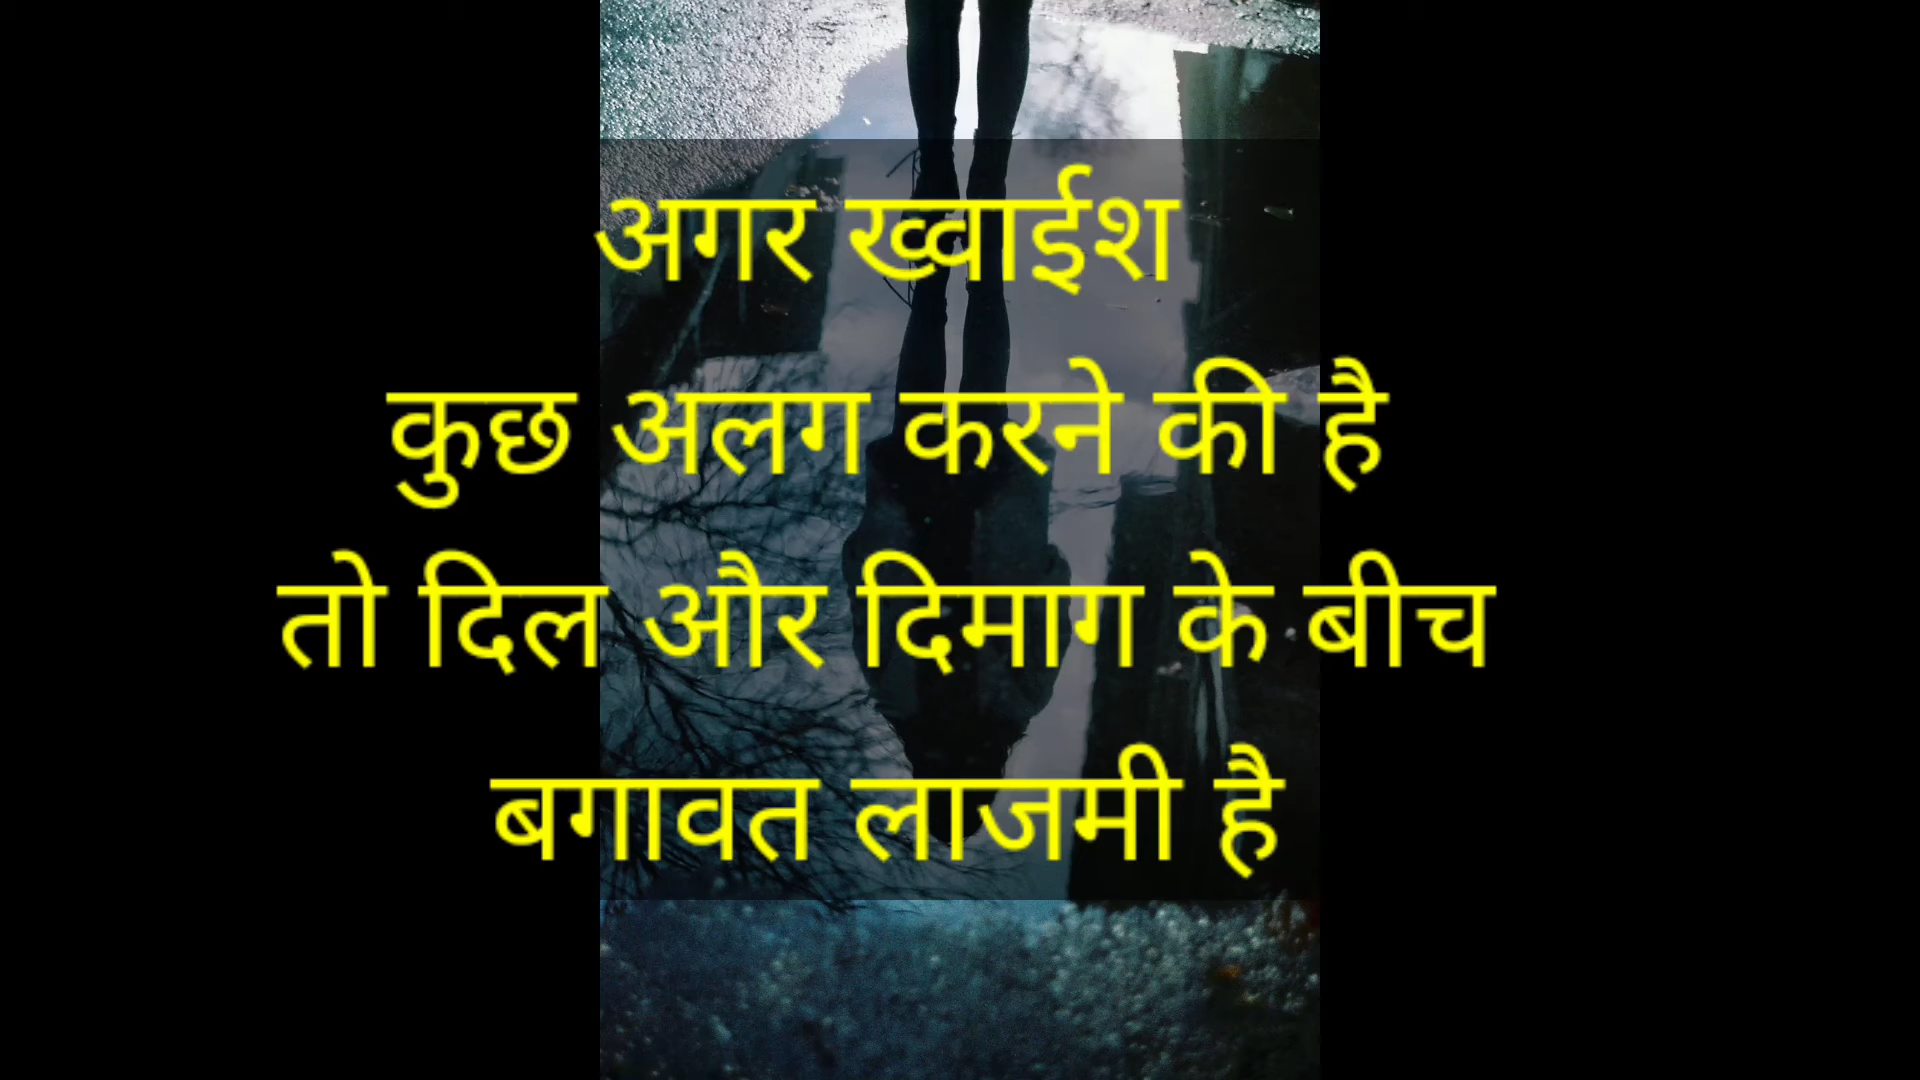 अगर ख्वाईश
कुछ अलग करने की है
तो दिल और दिमाग के बीच
बगावत लाजमी है